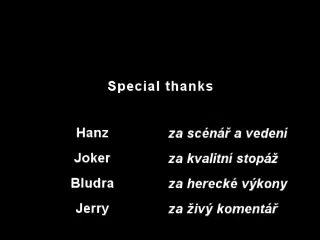 Special thanks
Hanz za scénář a vedení
Joker za kvalitní stopáž
Bludra za herecké výkony
Jerry za živý komentář